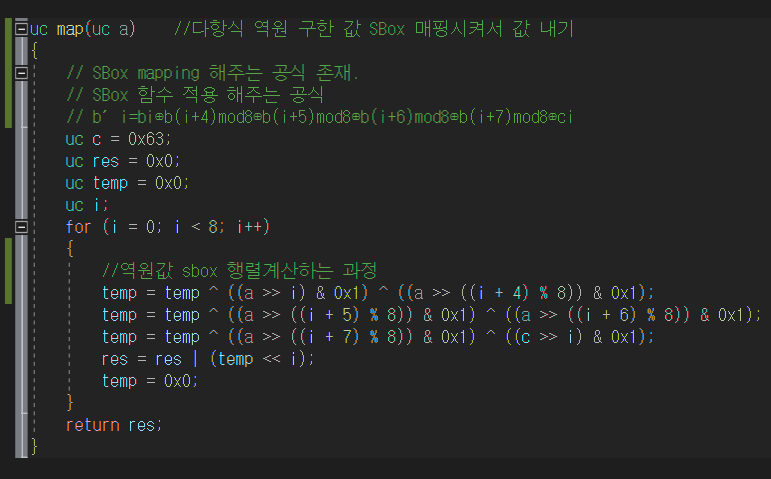 uc map(uc a)    //다항식 역원 구한 값 SBox 매핑시켜서 값 내기
{
    // SBox mapping 해주는 공식 존재.
    // SBox 함수 적용 해주는 공식
    // b′ i=bi⊕b(i+4)mod8⊕b(i+5)mod8⊕b(i+6)mod8⊕b(i+7)mod8⊕ci
    uc c = 0x63;
    uc res = 0x0;
    uc temp = 0x0;
    uc i;
    for (i = 0; i < 8; i++)
    {
        //역원값 sbox 행렬계산하는 과정
        temp = temp ^ ((a >> i) & 0x1) ^ ((a >> ((i + 4) % 8)) & 0x1);
        temp = temp ^ ((a >> ((i + 5) % 8)) & 0x1) ^ ((a >> ((i + 6) % 8)) & 0x1);
        temp = temp ^ ((a >> ((i + 7) % 8)) & 0x1) ^ ((c >> i) & 0x1);
        res = res | (temp << i);
        temp = 0x0;
    }
    return res;
}